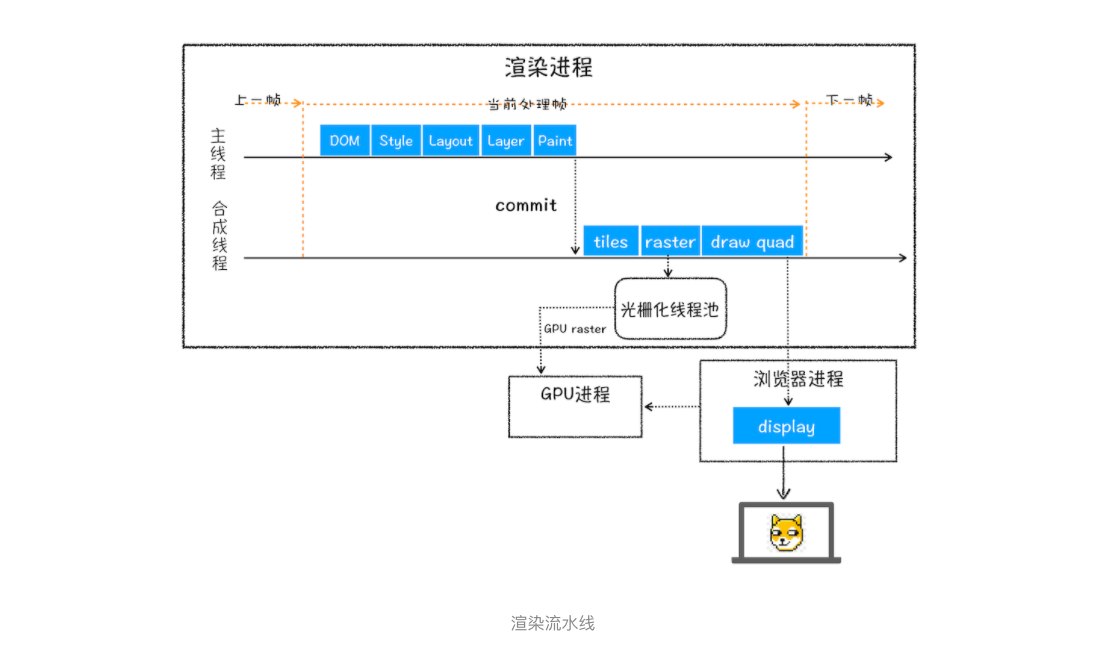 渲染进程
上一帧
当前处理帧
下一帧
主线程
DOM
Style
Layout
Layer
Paint
commit
合成线程
tiles
raster
draw quad
光栅化线程池
GPU raster
GPU进程
浏览器进程
display
渲染流水线